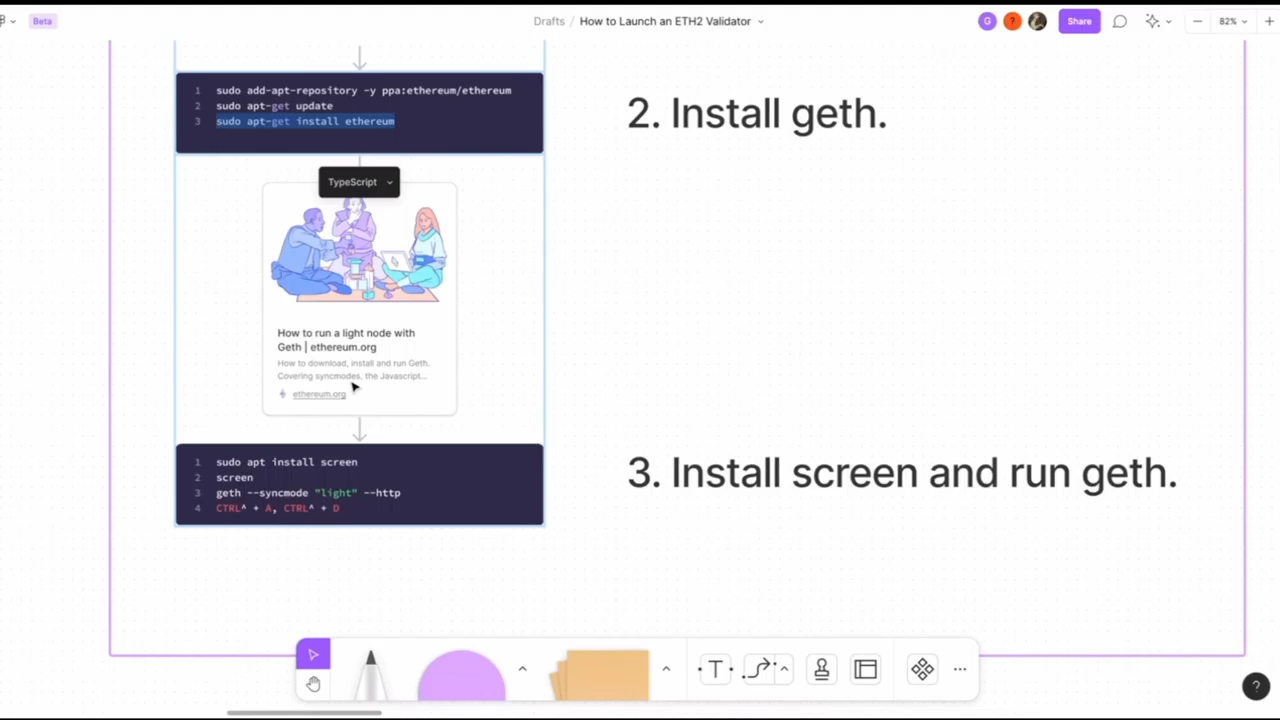 Beta
Drafts / How to Launch an ETH2 Validator
G
?
Share
82%
1 sudo add-apt-repository -y ppa:ethereum/ethereum
2 sudo apt-get update
3 sudo apt-get install ethereum
2. Install geth.
TypeScript
How to run a light node with
Geth | ethereum.org
How to download, install and run Geth.
Covering syncmodes, the Javascript...
ethereum.org
1 sudo apt install screen
2 screen
3 geth --syncmode "light" --http
4 CTRL^ + A, CTRL^ + D
3. Install screen and run geth.
T
?